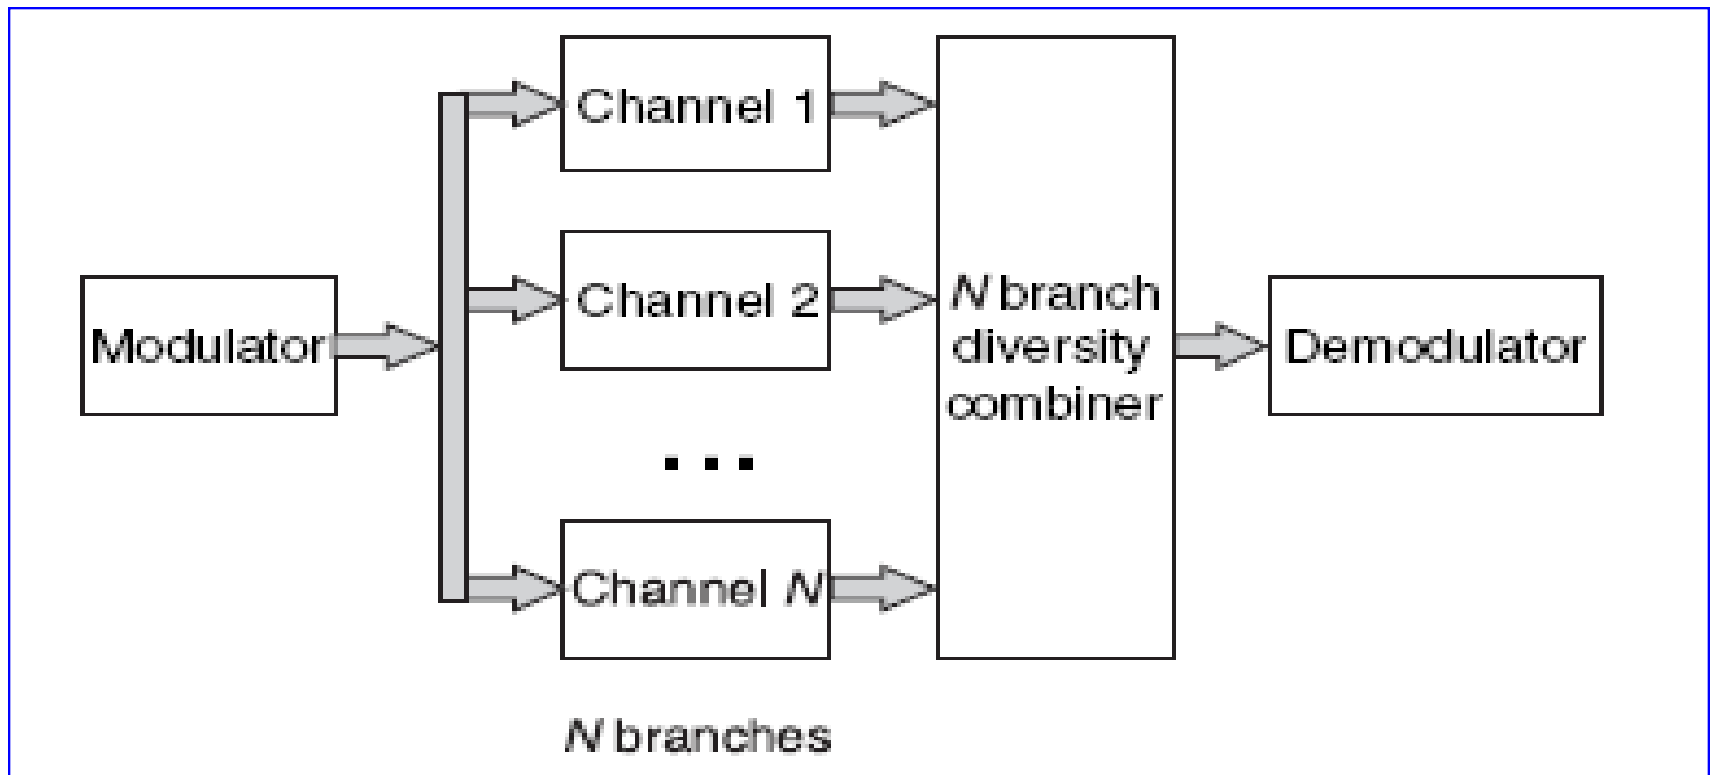 Modulator
Channel 1
Channel 2
. . .
Channel N
N branch
diversity
combiner
Demodulator
N branches